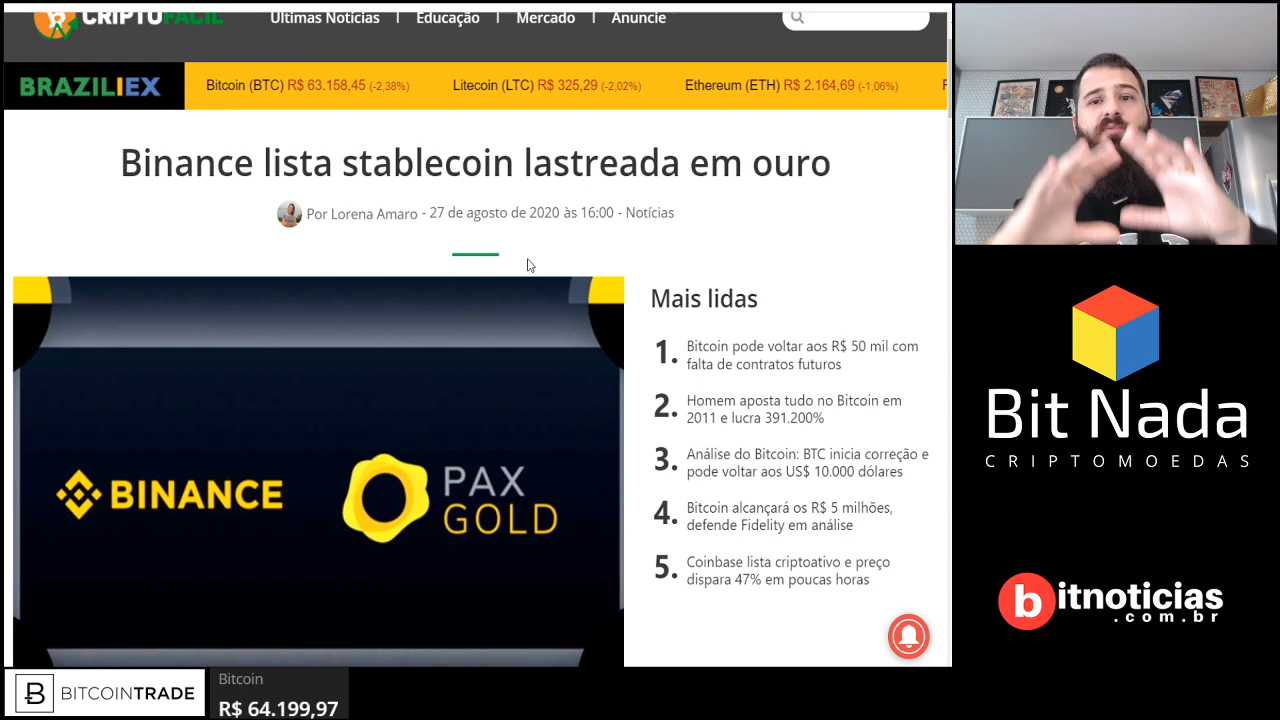 CRIPTOFÁCIL
Últimas Notícias | Educação | Mercado | Anuncie
BRAZILIEX
Bitcoin (BTC) R$ 63.158,45 (-2,38%) Litecoin (LTC) R$ 325,29 (-2,02%) Ethereum (ETH) R$ 2.164,69 (-1,06%)
Binance lista stablecoin lastreada em ouro
Por Lorena Amaro - 27 de agosto de 2020 às 16:00 - Notícias
BINANCE
PAX
GOLD
Mais lidas
1. Bitcoin pode voltar aos R$ 50 mil com
falta de contratos futuros
2. Homem aposta tudo no Bitcoin em
2011 e lucra 391.200%
3. Análise do Bitcoin: BTC inicia correção e
pode voltar aos US$ 10.000 dólares
4. Bitcoin alcançará os R$ 5 milhões,
defende Fidelity em análise
5. Coinbase lista criptoativo e preço
dispara 47% em poucas horas
Bit Nada
CRIPTOMOEDAS
bitnoticias
.com.br
BITCOINTRADE
Bitcoin
R$ 64.199,97